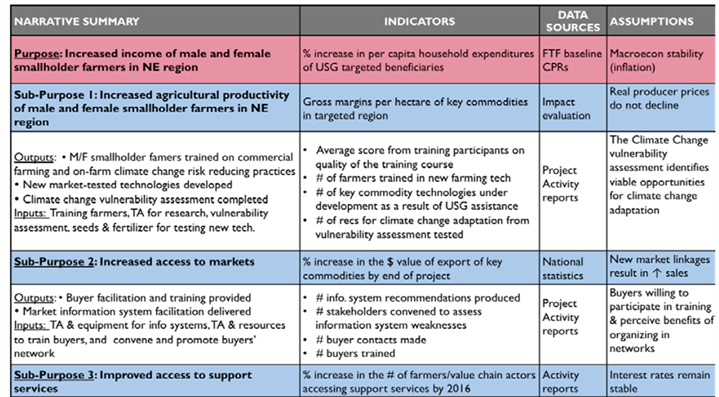 NARRATIVE SUMMARY
INDICATORS
DATA
SOURCES
ASSUMPTIONS
Purpose: Increased income of male and female
smallholder farmers in NE region
% increase in per capita household expenditures
of USG targeted beneficiaries
FTF baseline
CPRs
Macroecon stability
(inflation)
Sub-Purpose 1: Increased agricultural productivity
of male and female smallholder farmers in NE
region
Gross margins per hectare of key commodities
in targeted region
Impact
evaluation
Real producer prices
do not decline
Outputs: • M/F smallholder famers trained on commercial
farming and on-farm climate change risk reducing practices
• New market-tested technologies developed
• Climate change vulnerability assessment completed
Inputs: Training farmers, TA for research, vulnerability
assessment, seeds & fertilizer for testing new tech.
• Average score from training participants on
quality of the training course
• # of farmers trained in new farming tech
• # of key commodity technologies under
development as a result of USG assistance
• # of recs for climate change adaptation from
vulnerability assessment tested
Project
Activity
reports
The Climate Change
vulnerability
assessment identifies
viable opportunities
for climate change
adaptation
Sub-Purpose 2: Increased access to markets
% increase in the $ value of export of key
commodities by end of project
National
statistics
New market linkages
result in ↑ sales
Outputs: • Buyer facilitation and training provided
• Market information system facilitation delivered
Inputs: TA & equipment for info systems, TA & resources
to train buyers, and convene and promote buyers'
network
• # info. system recommendations produced
• # stakeholders convened to assess
information system weaknesses
• # buyer contacts made
• # buyers trained
Project
Activity
reports
Buyers willing to
participate in training
& perceive benefits of
organizing in
networks
Sub-Purpose 3: Improved access to support
services
% increase in the # of farmers/value chain actors
accessing support services by 2016
Activity
reports
Interest rates remain
stable